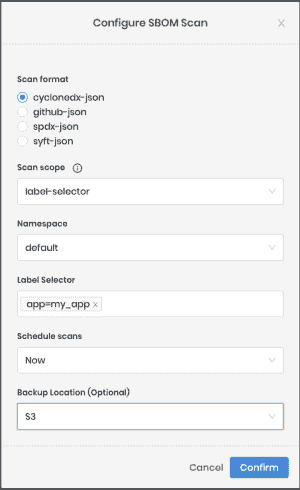 Configure SBOM Scan
Scan format
cyclonedx-json
github-json
spdx-json
syft-json
Scan scope
label-selector
Namespace
default
Label Selector
app=my_app
Schedule scans
Now
Backup Location (Optional)
S3
Cancel
Confirm